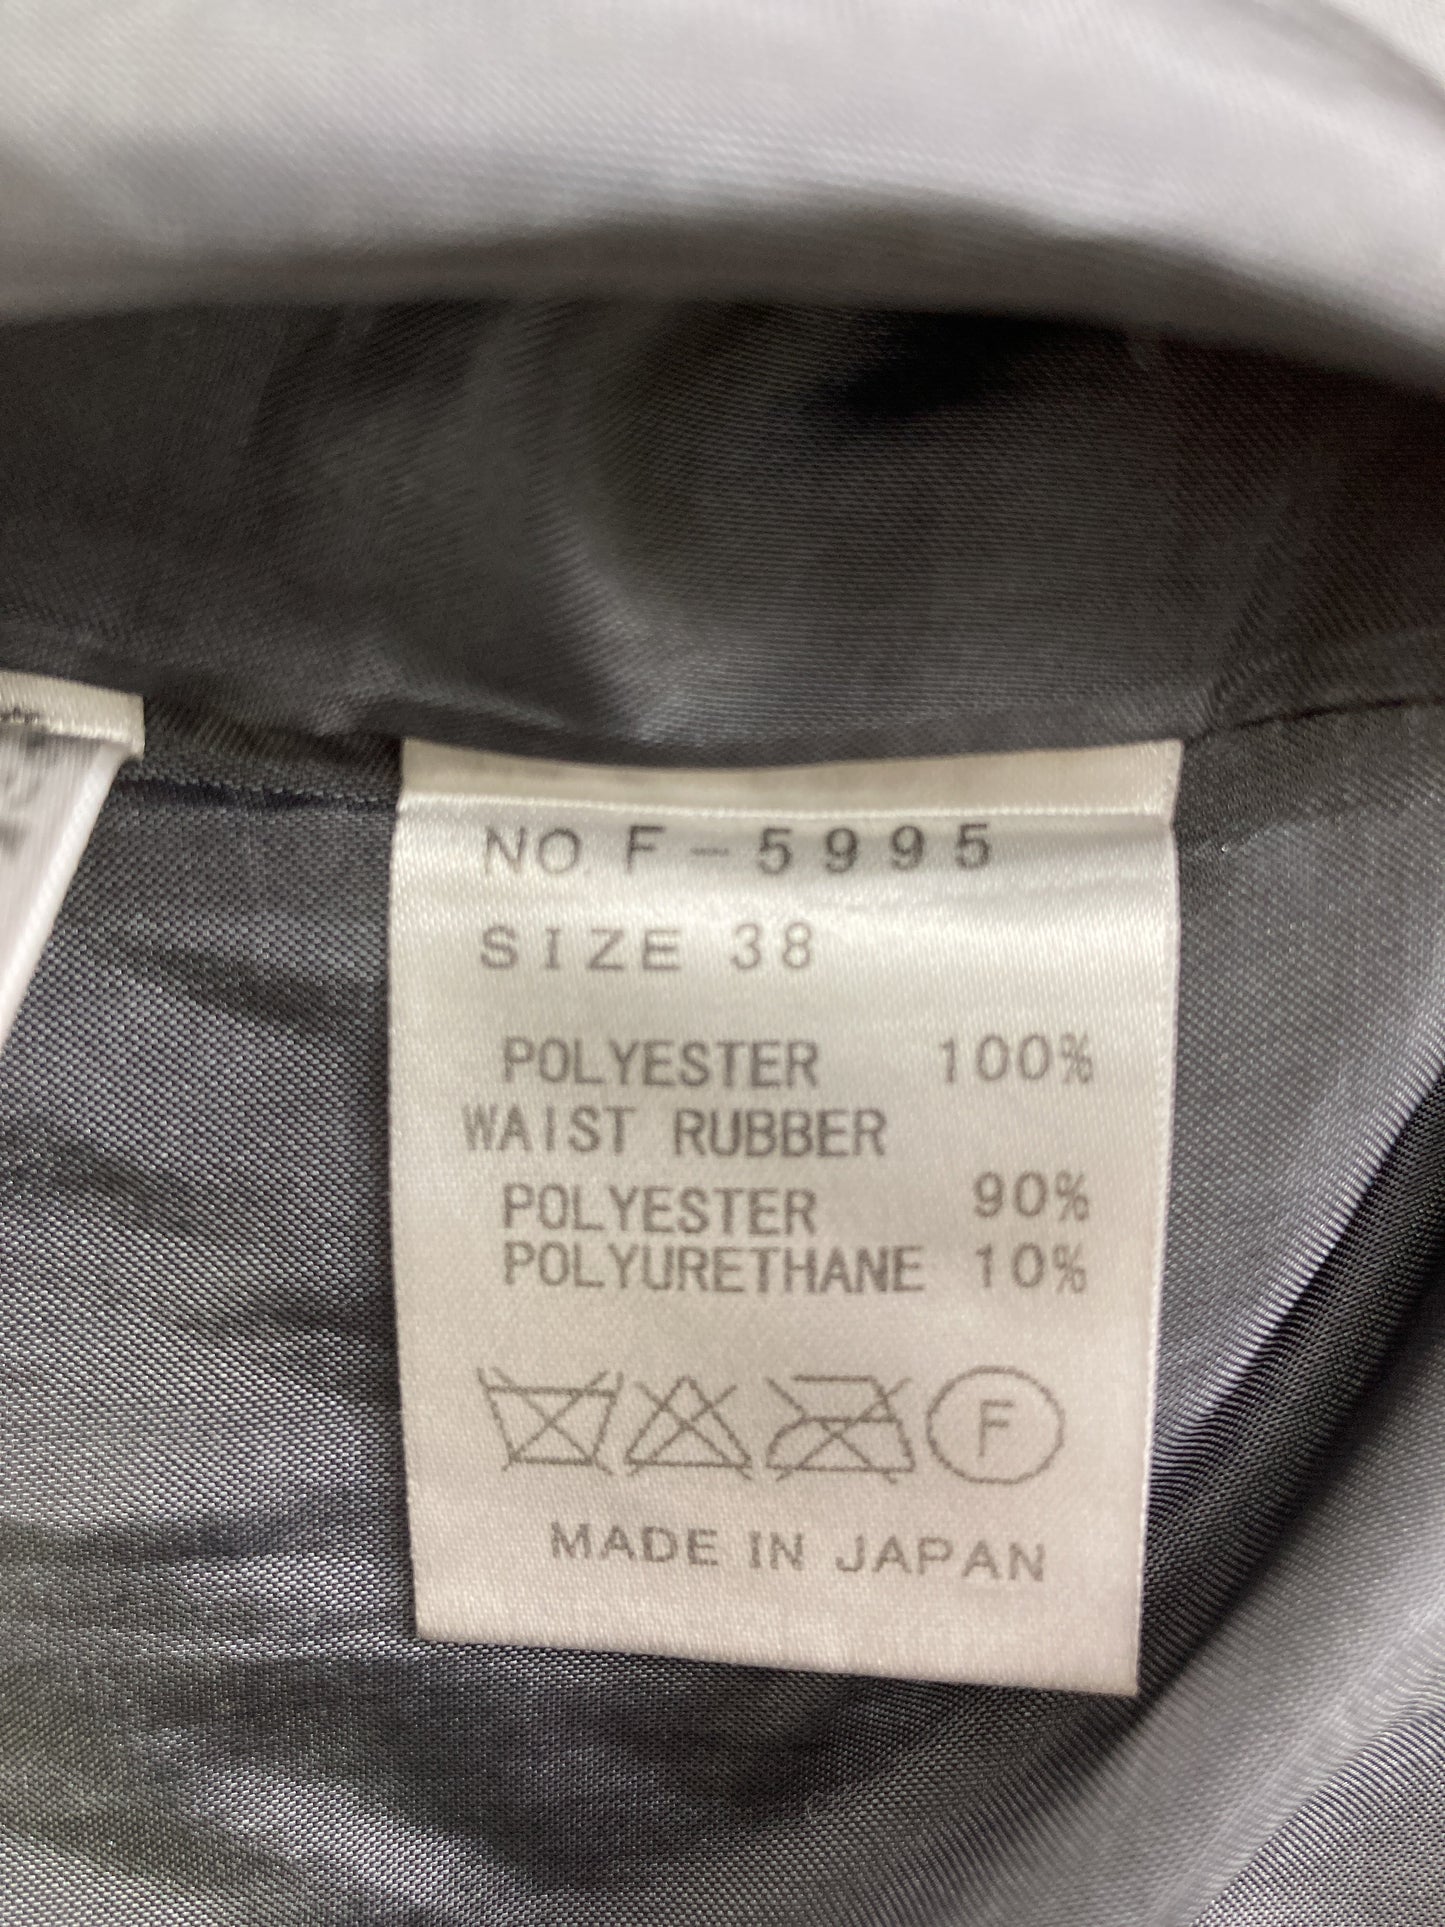 NO. F-5995
SIZE 38
POLYESTER 100%
WAIST RUBBER
POLYESTER 90%
POLYURETHANE 10%
F
MADE IN JAPAN